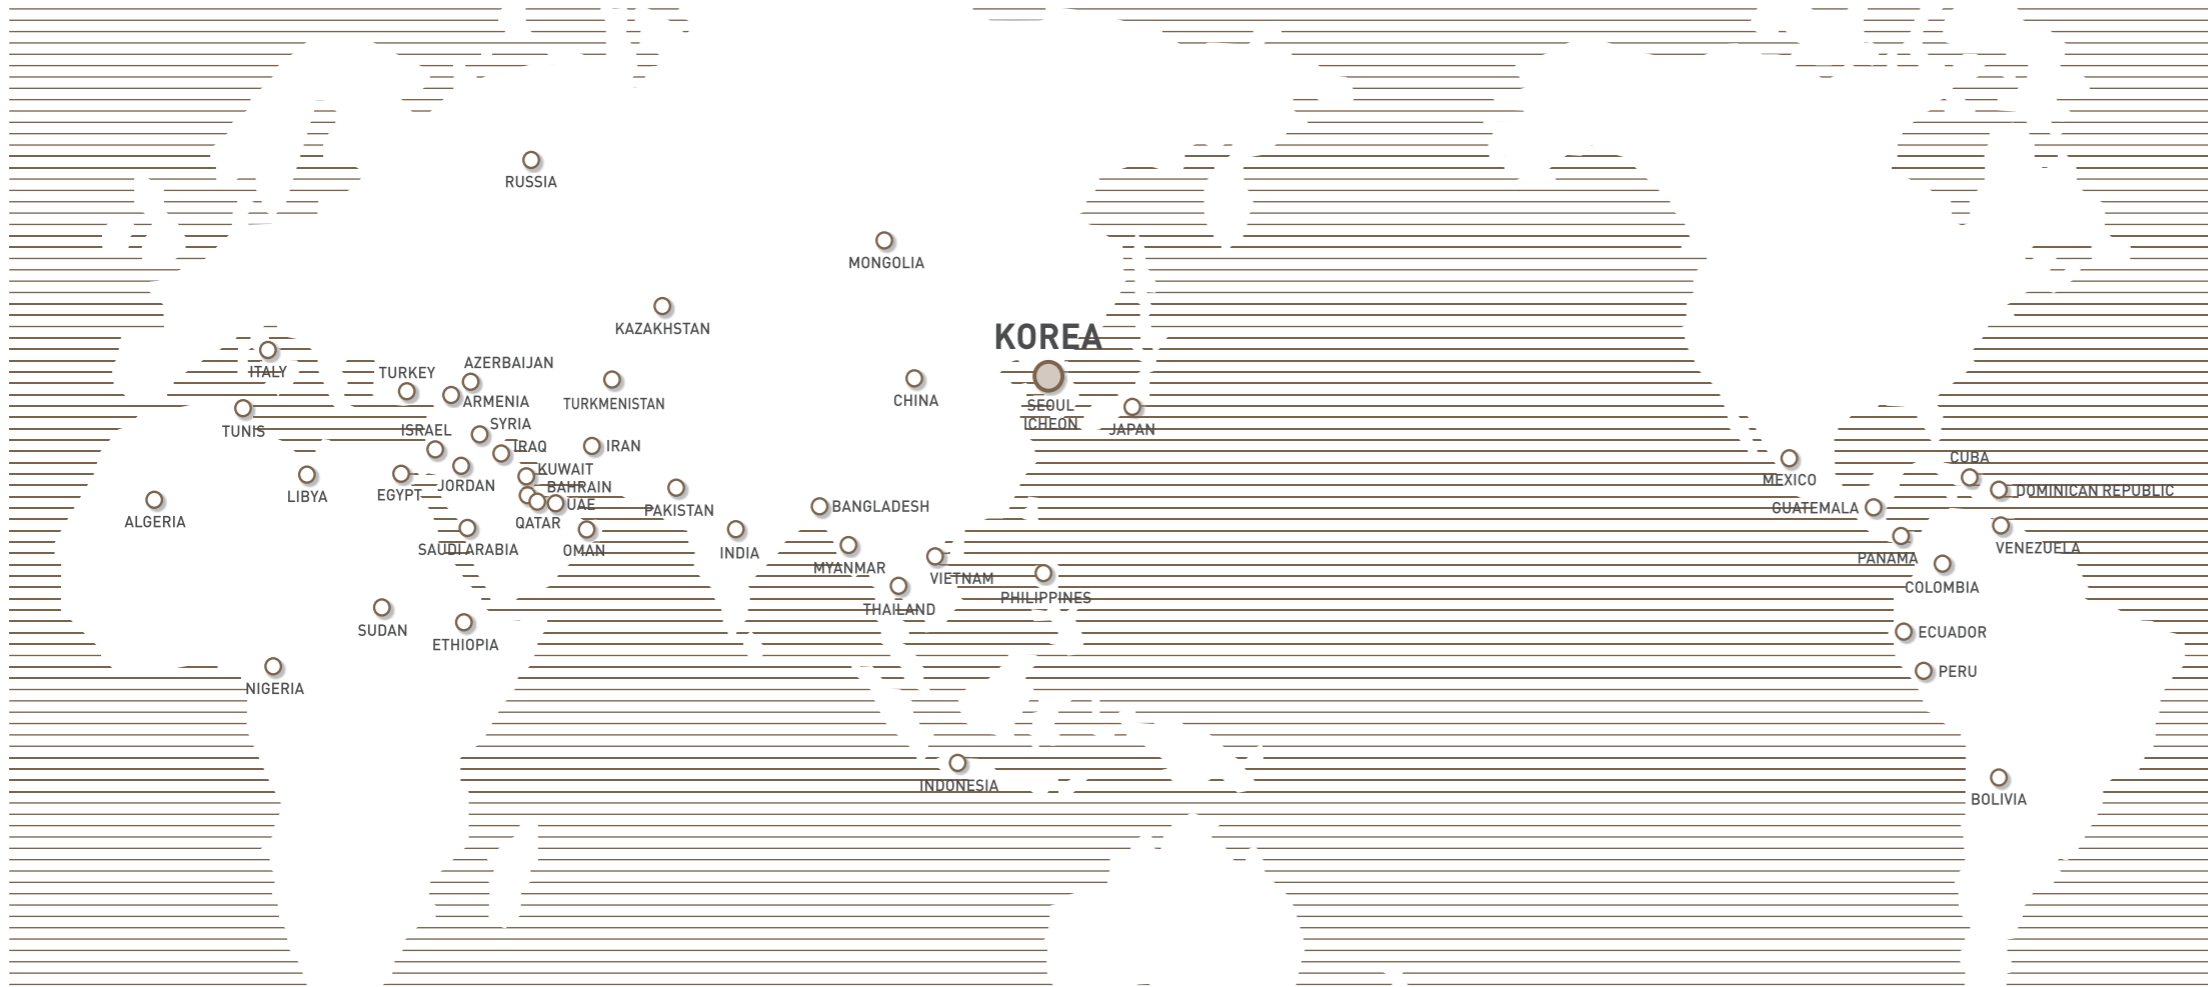 RUSSIA
MONGOLIA
KAZAKHSTAN
KOREA
SEOUL
ICHEON
ITALY
TURKEY
AZERBAIJAN
ARMENIA
TURKMENISTAN
CHINA
JAPAN
TUNIS
ISRAEL
SYRIA
IRAQ
IRAN
KUWAIT
LIBYA
EGYPT
JORDAN
BAHRAIN
UAE
QATAR
PAKISTAN
BANGLADESH
ALGERIA
SAUDI ARABIA
OMAN
INDIA
MYANMAR
VIETNAM
THAILAND
PHILIPPINES
SUDAN
ETHIOPIA
NIGERIA
INDONESIA
MEXICO
CUBA
DOMINICAN REPUBLIC
GUATEMALA
PANAMA
VENEZUELA
COLOMBIA
ECUADOR
PERU
BOLIVIA